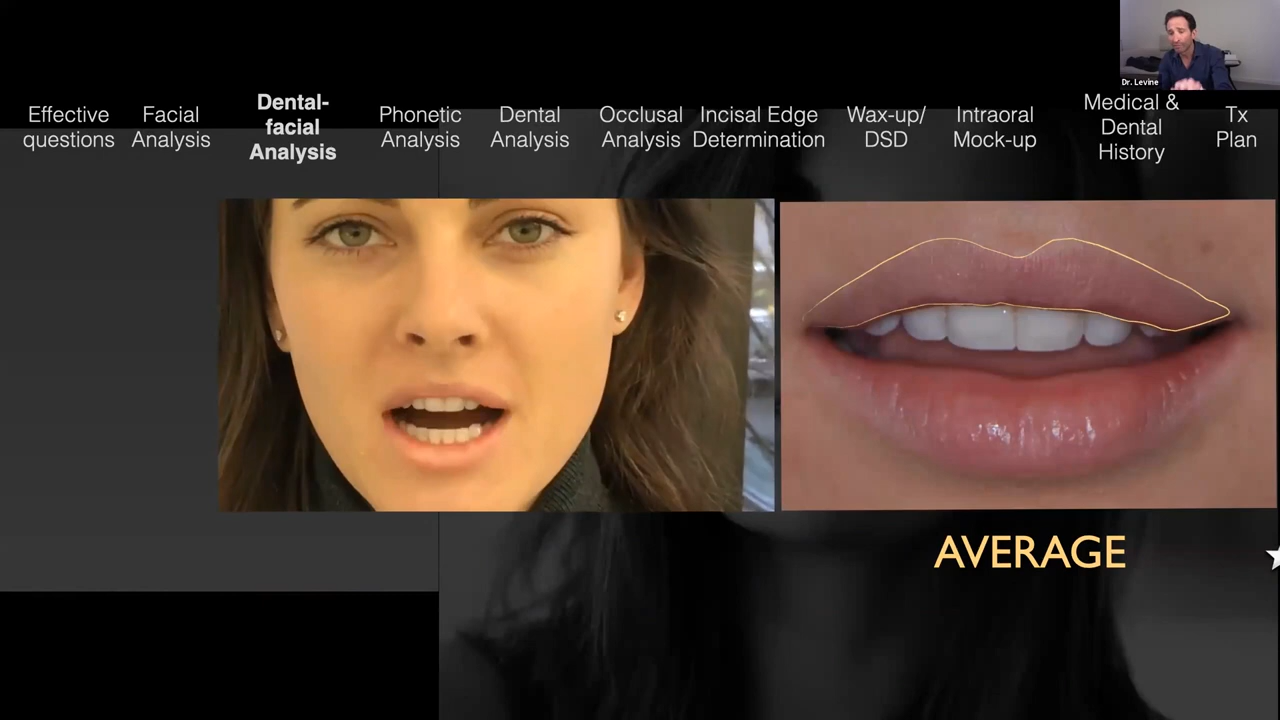 Dr. Levine
Effective
questions
Facial
Analysis
Dental-
facial
Analysis
Phonetic
Analysis
Dental
Analysis
Occlusal
Analysis
Incisal Edge
Determination
Wax-up/
DSD
Intraoral
Mock-up
Medical &
Dental
History
Tx
Plan
AVERAGE